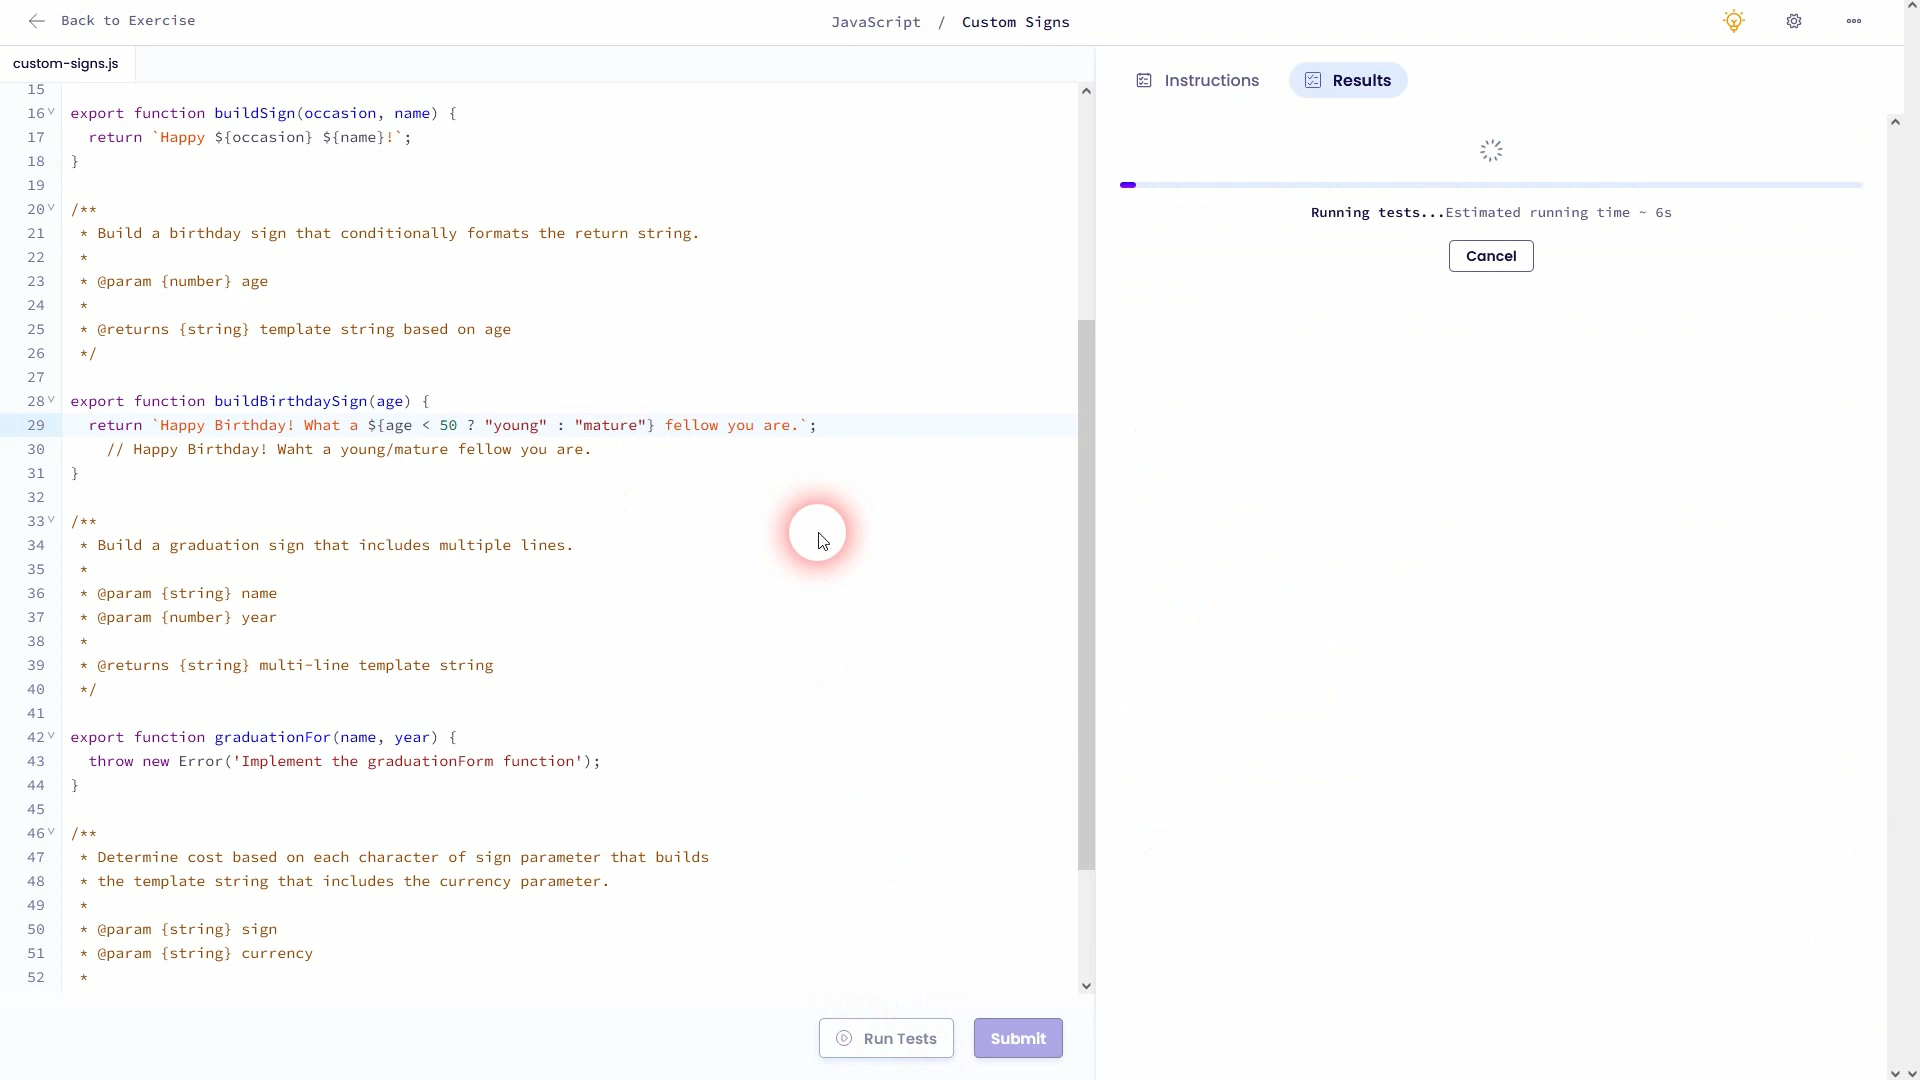 Back to Exercise
JavaScript / Custom Signs
custom-signs.js
Instructions
Results
15
16 export function buildSign(occasion, name) {
17 return `Happy ${occasion} ${name}!`;
18 }
19
20 /**
21 * Build a birthday sign that conditionally formats the return string.
22 *
23 * @param {number} age
24 *
25 * @returns {string} template string based on age
26 */
27
28 export function buildBirthdaySign(age) {
29 return `Happy Birthday! What a ${age < 50 ? "young" : "mature"} fellow you are.`;
30 // Happy Birthday! Waht a young/mature fellow you are.
31 }
32
33 /**
34 * Build a graduation sign that includes multiple lines.
35 *
36 * @param {string} name
37 * @param {number} year
38 *
39 * @returns {string} multi-line template string
40 */
41
42 export function graduationFor(name, year) {
43 throw new Error('Implement the graduationForm function');
44 }
45
46 /**
47 * Determine cost based on each character of sign parameter that builds
48 * the template string that includes the currency parameter.
49 *
50 * @param {string} sign
51 * @param {string} currency
52 *
Run Tests
Submit
Running tests...Estimated running time ~ 6s
Cancel